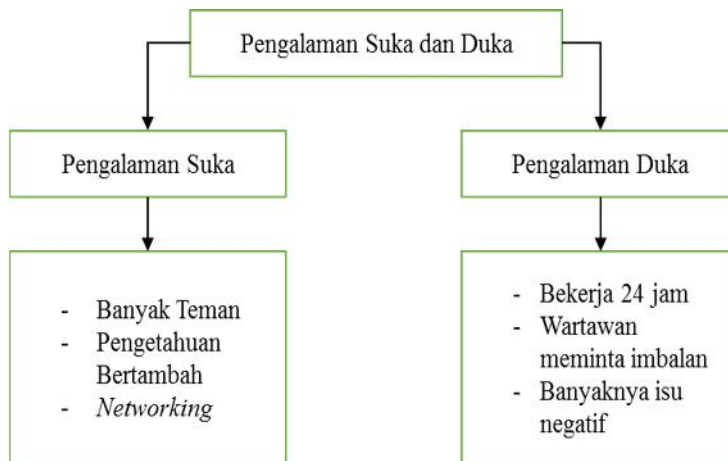 Pengalaman Suka dan Duka
Pengalaman Suka
Pengalaman Duka
- Banyak Teman
- Pengetahuan
Bertambah
- Networking
- Bekerja 24 jam
- Wartawan
meminta imbalan
- Banyaknya isu
negatif